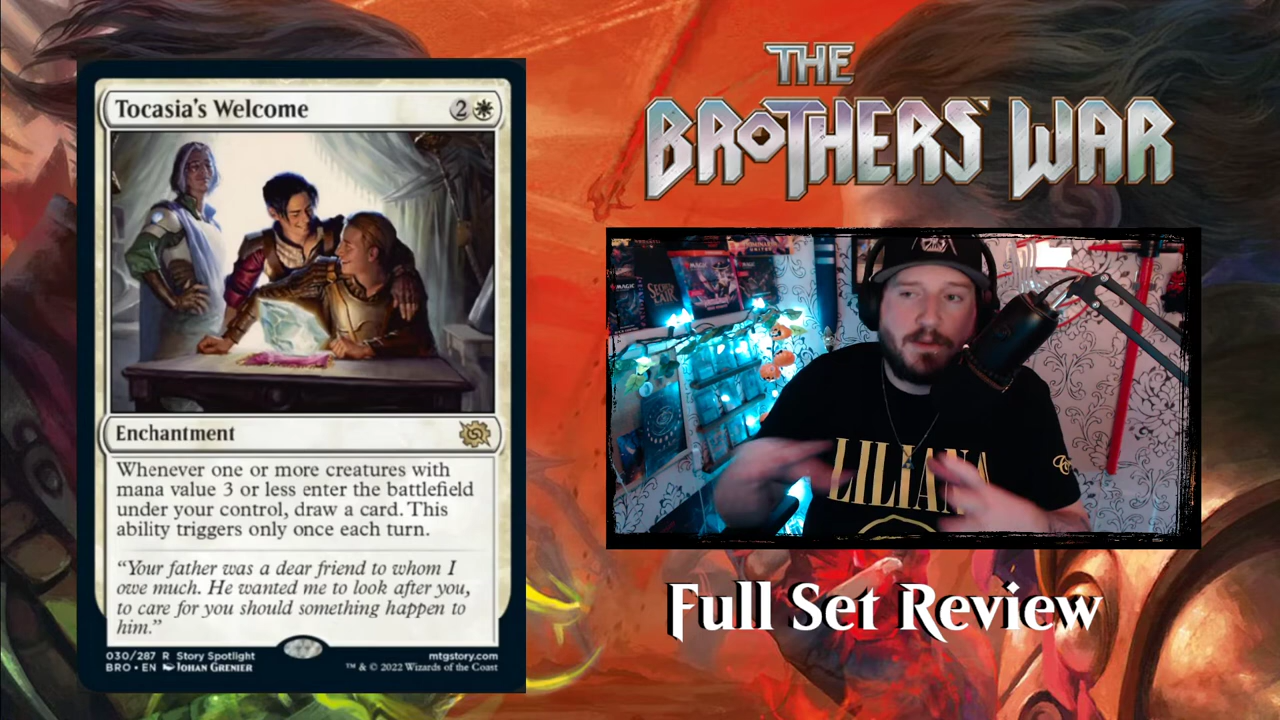 Tocasia's Welcome 2
Enchantment
Whenever one or more creatures with
mana value 3 or less enter the battlefield
under your control, draw a card. This
ability triggers only once each turn.
“Your father was a dear friend to whom I
owe much. He wanted me to look after you,
to care for you should something happen to
him.”
030/287 R Story Spotlight
BRO • EN Johan Grenier
mtgstory.com
™ & © 2022 Wizards of the Coast
THE
BROTHERS' WAR
MAGIC
SECRET
LAIR
MAGIC
LILIANA
Full Set Review